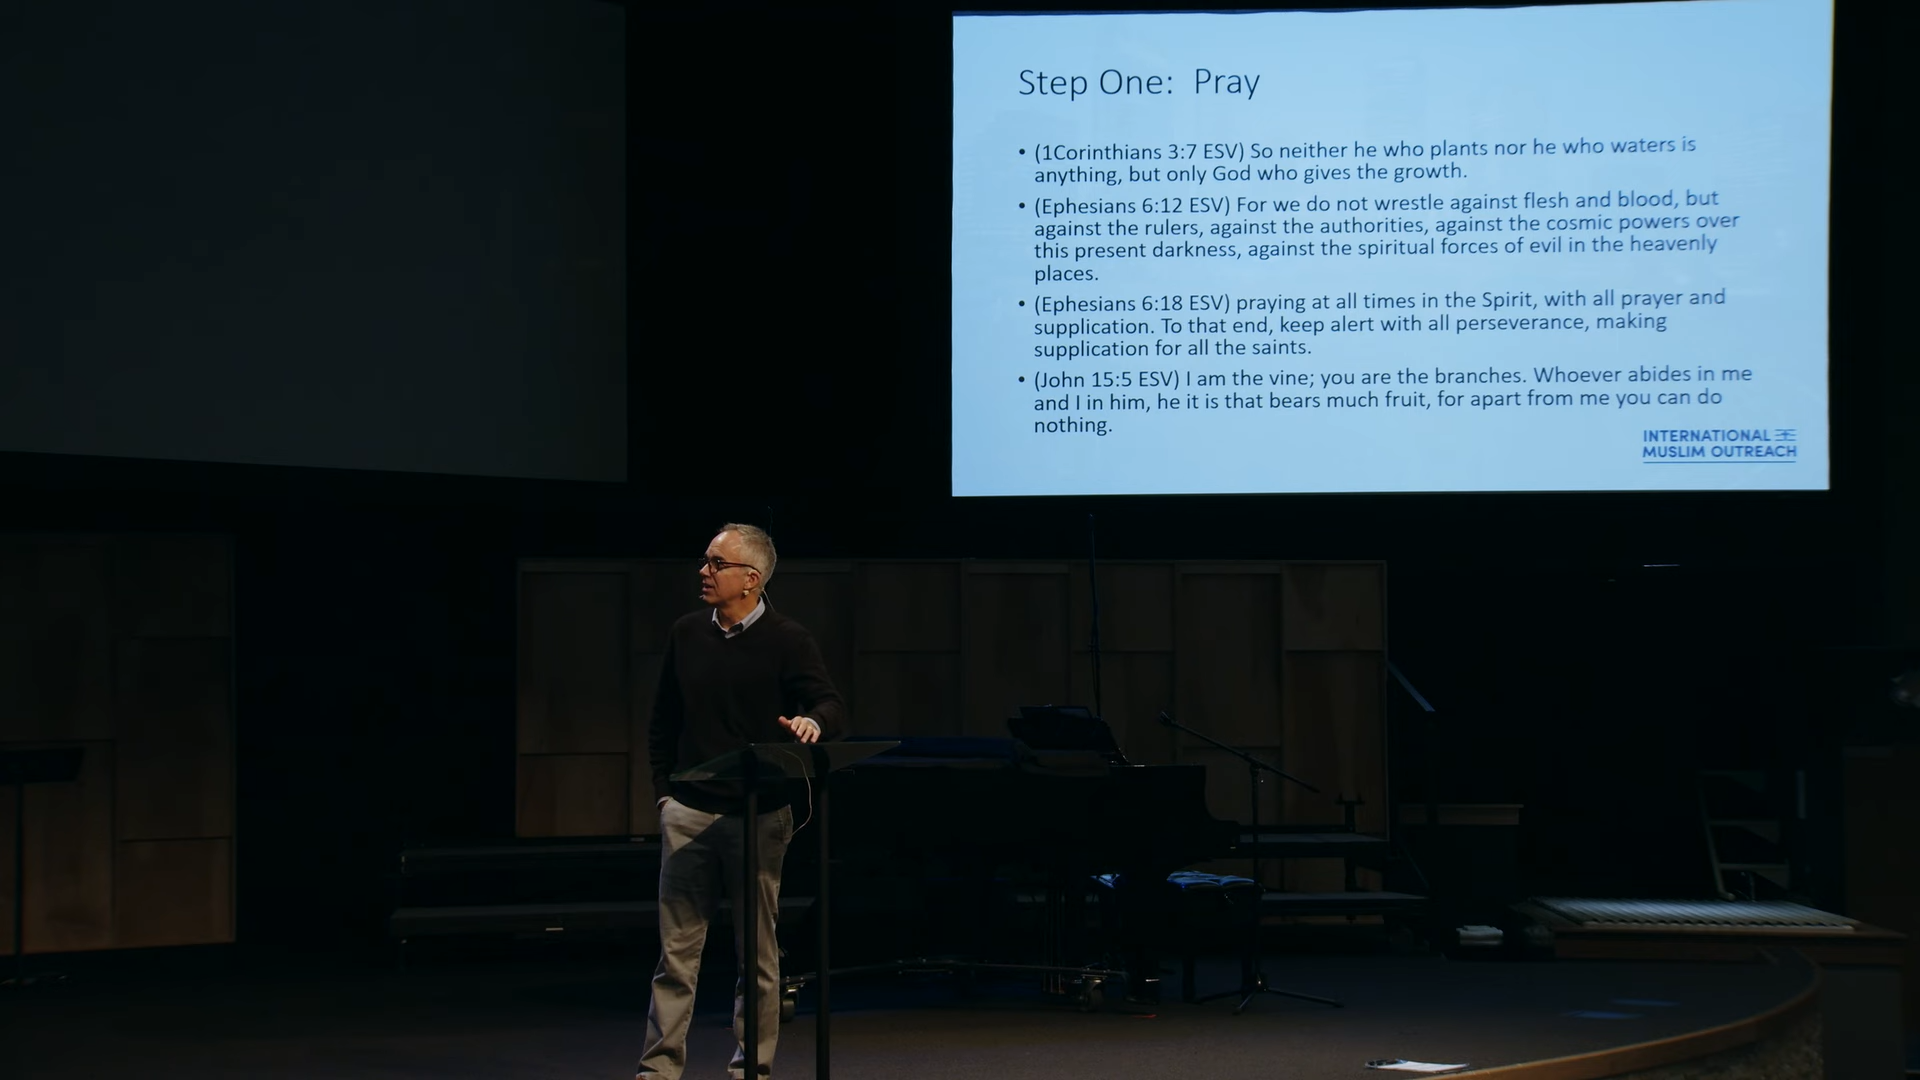 Step One: Pray
• (1Corinthians 3:7 ESV) So neither he who plants nor he who waters is
anything, but only God who gives the growth.
• (Ephesians 6:12 ESV) For we do not wrestle against flesh and blood, but
against the rulers, against the authorities, against the cosmic powers over
this present darkness, against the spiritual forces of evil in the heavenly
places.
• (Ephesians 6:18 ESV) praying at all times in the Spirit, with all prayer and
supplication. To that end, keep alert with all perseverance, making
supplication for all the saints.
• (John 15:5 ESV) I am the vine; you are the branches. Whoever abides in me
and I in him, he it is that bears much fruit, for apart from me you can do
nothing.
INTERNATIONAL
MUSLIM OUTREACH